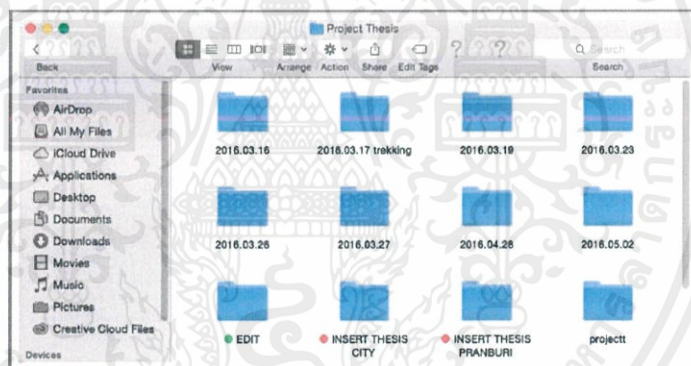 Project Thesis
Search
Back
View
Arrange
Action
Share
Edit Tags
Search
Favorites
AirDrop
All My Files
iCloud Drive
Applications
Desktop
Documents
Downloads
Movies
Music
Pictures
Creative Cloud Files
Devices
2016.03.16
2016.03.17 trekking
2016.03.19
2016.03.23
2016.03.26
2016.03.27
2016.04.28
2016.05.02
EDIT
INSERT THESIS
CITY
INSERT THESIS
PRANBURI
projectt